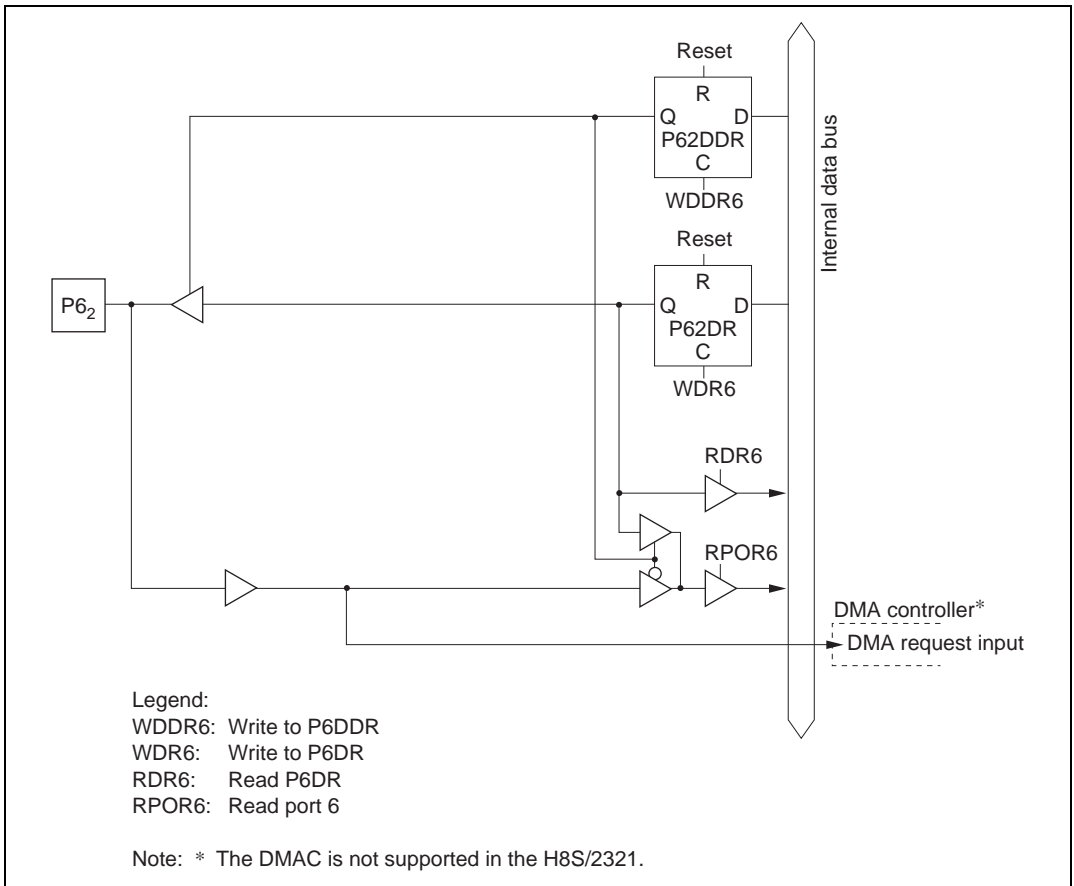 Reset
R
Q D
P62DDR
C
WDDR6
Reset
R
Q D
P62DR
C
WDR6
P6₂
Internal data bus
RDR6
RPOR6
DMA controller*
DMA request input
Legend:
WDDR6: Write to P6DDR
WDR6: Write to P6DR
RDR6: Read P6DR
RPOR6: Read port 6
Note: * The DMAC is not supported in the H8S/2321.